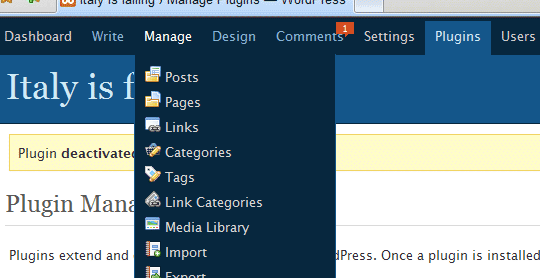 Italy is falling › Manage Plugins — WordPress
Dashboard Write Manage Design Comments 1 Settings Plugins Users
Italy is f
Plugin deactivated
Plugin Mana
Plugins extend and dPress. Once a plugin is installed
Posts
Pages
Links
Categories
Tags
Link Categories
Media Library
Import
Export